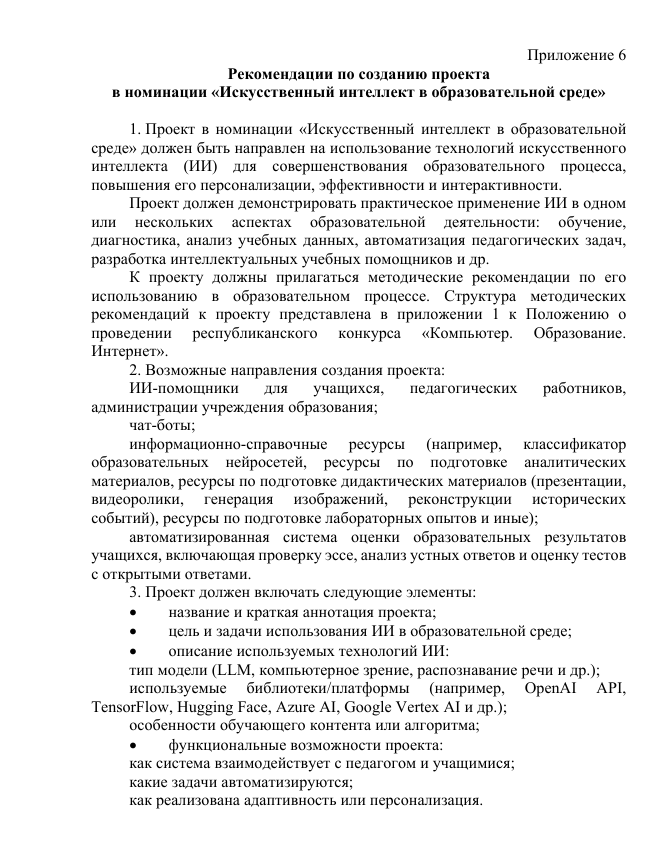 Приложение 6
Рекомендации по созданию проекта
в номинации «Искусственный интеллект в образовательной среде»
1. Проект в номинации «Искусственный интеллект в образовательной
среде» должен быть направлен на использование технологий искусственного
интеллекта (ИИ) для совершенствования образовательного процесса,
повышения его персонализации, эффективности и интерактивности.
Проект должен демонстрировать практическое применение ИИ в одном
или нескольких аспектах образовательной деятельности: обучение,
диагностика, анализ учебных данных, автоматизация педагогических задач,
разработка интеллектуальных учебных помощников и др.
К проекту должны прилагаться методические рекомендации по его
использованию в образовательном процессе. Структура методических
рекомендаций к проекту представлена в приложении 1 к Положению о
проведении республиканского конкурса «Компьютер. Образование.
Интернет».
2. Возможные направления создания проекта:
ИИ-помощники для учащихся, педагогических работников,
администрации учреждения образования;
чат-боты;
информационно-справочные ресурсы (например, классификатор
образовательных нейросетей, ресурсы по подготовке аналитических
материалов, ресурсы по подготовке дидактических материалов (презентации,
видеоролики, генерация изображений, реконструкции исторических
событий), ресурсы по подготовке лабораторных опытов и иные);
автоматизированная система оценки образовательных результатов
учащихся, включающая проверку эссе, анализ устных ответов и оценку тестов
с открытыми ответами.
3. Проект должен включать следующие элементы:
• название и краткая аннотация проекта;
• цель и задачи использования ИИ в образовательной среде;
• описание используемых технологий ИИ:
тип модели (LLM, компьютерное зрение, распознавание речи и др.);
используемые библиотеки/платформы (например, OpenAI API,
TensorFlow, Hugging Face, Azure AI, Google Vertex AI и др.);
особенности обучающего контента или алгоритма;
• функциональные возможности проекта:
как система взаимодействует с педагогом и учащимися;
какие задачи автоматизируются;
как реализована адаптивность или персонализация.